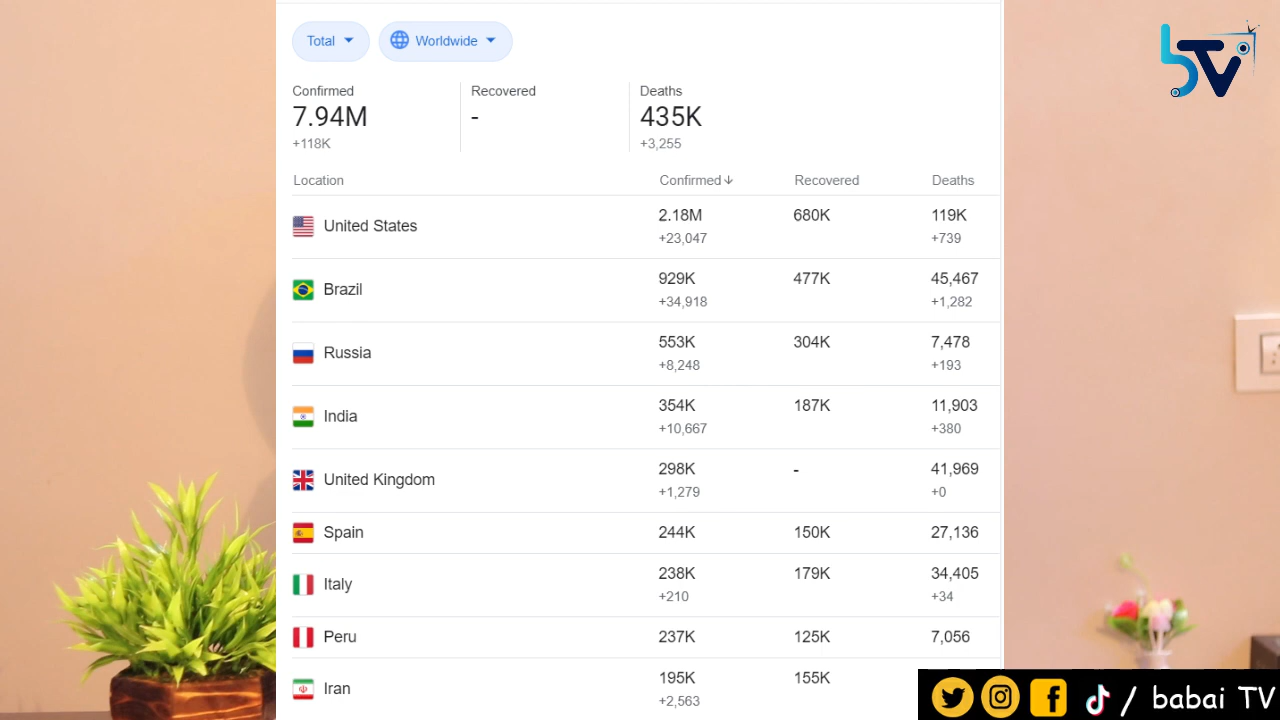 Total Worldwide
Confirmed Recovered Deaths
7.94M - 435K
+118K +3,255
Location Confirmed Recovered Deaths
United States 2.18M 680K 119K
+23,047 +739
Brazil 929K 477K 45,467
+34,918 +1,282
Russia 553K 304K 7,478
+8,248 +193
India 354K 187K 11,903
+10,667 +380
United Kingdom 298K - 41,969
+1,279 +0
Spain 244K 150K 27,136
Italy 238K 179K 34,405
+210 +34
Peru 237K 125K 7,056
Iran 195K 155K
+2,563
bTV
/ babai TV